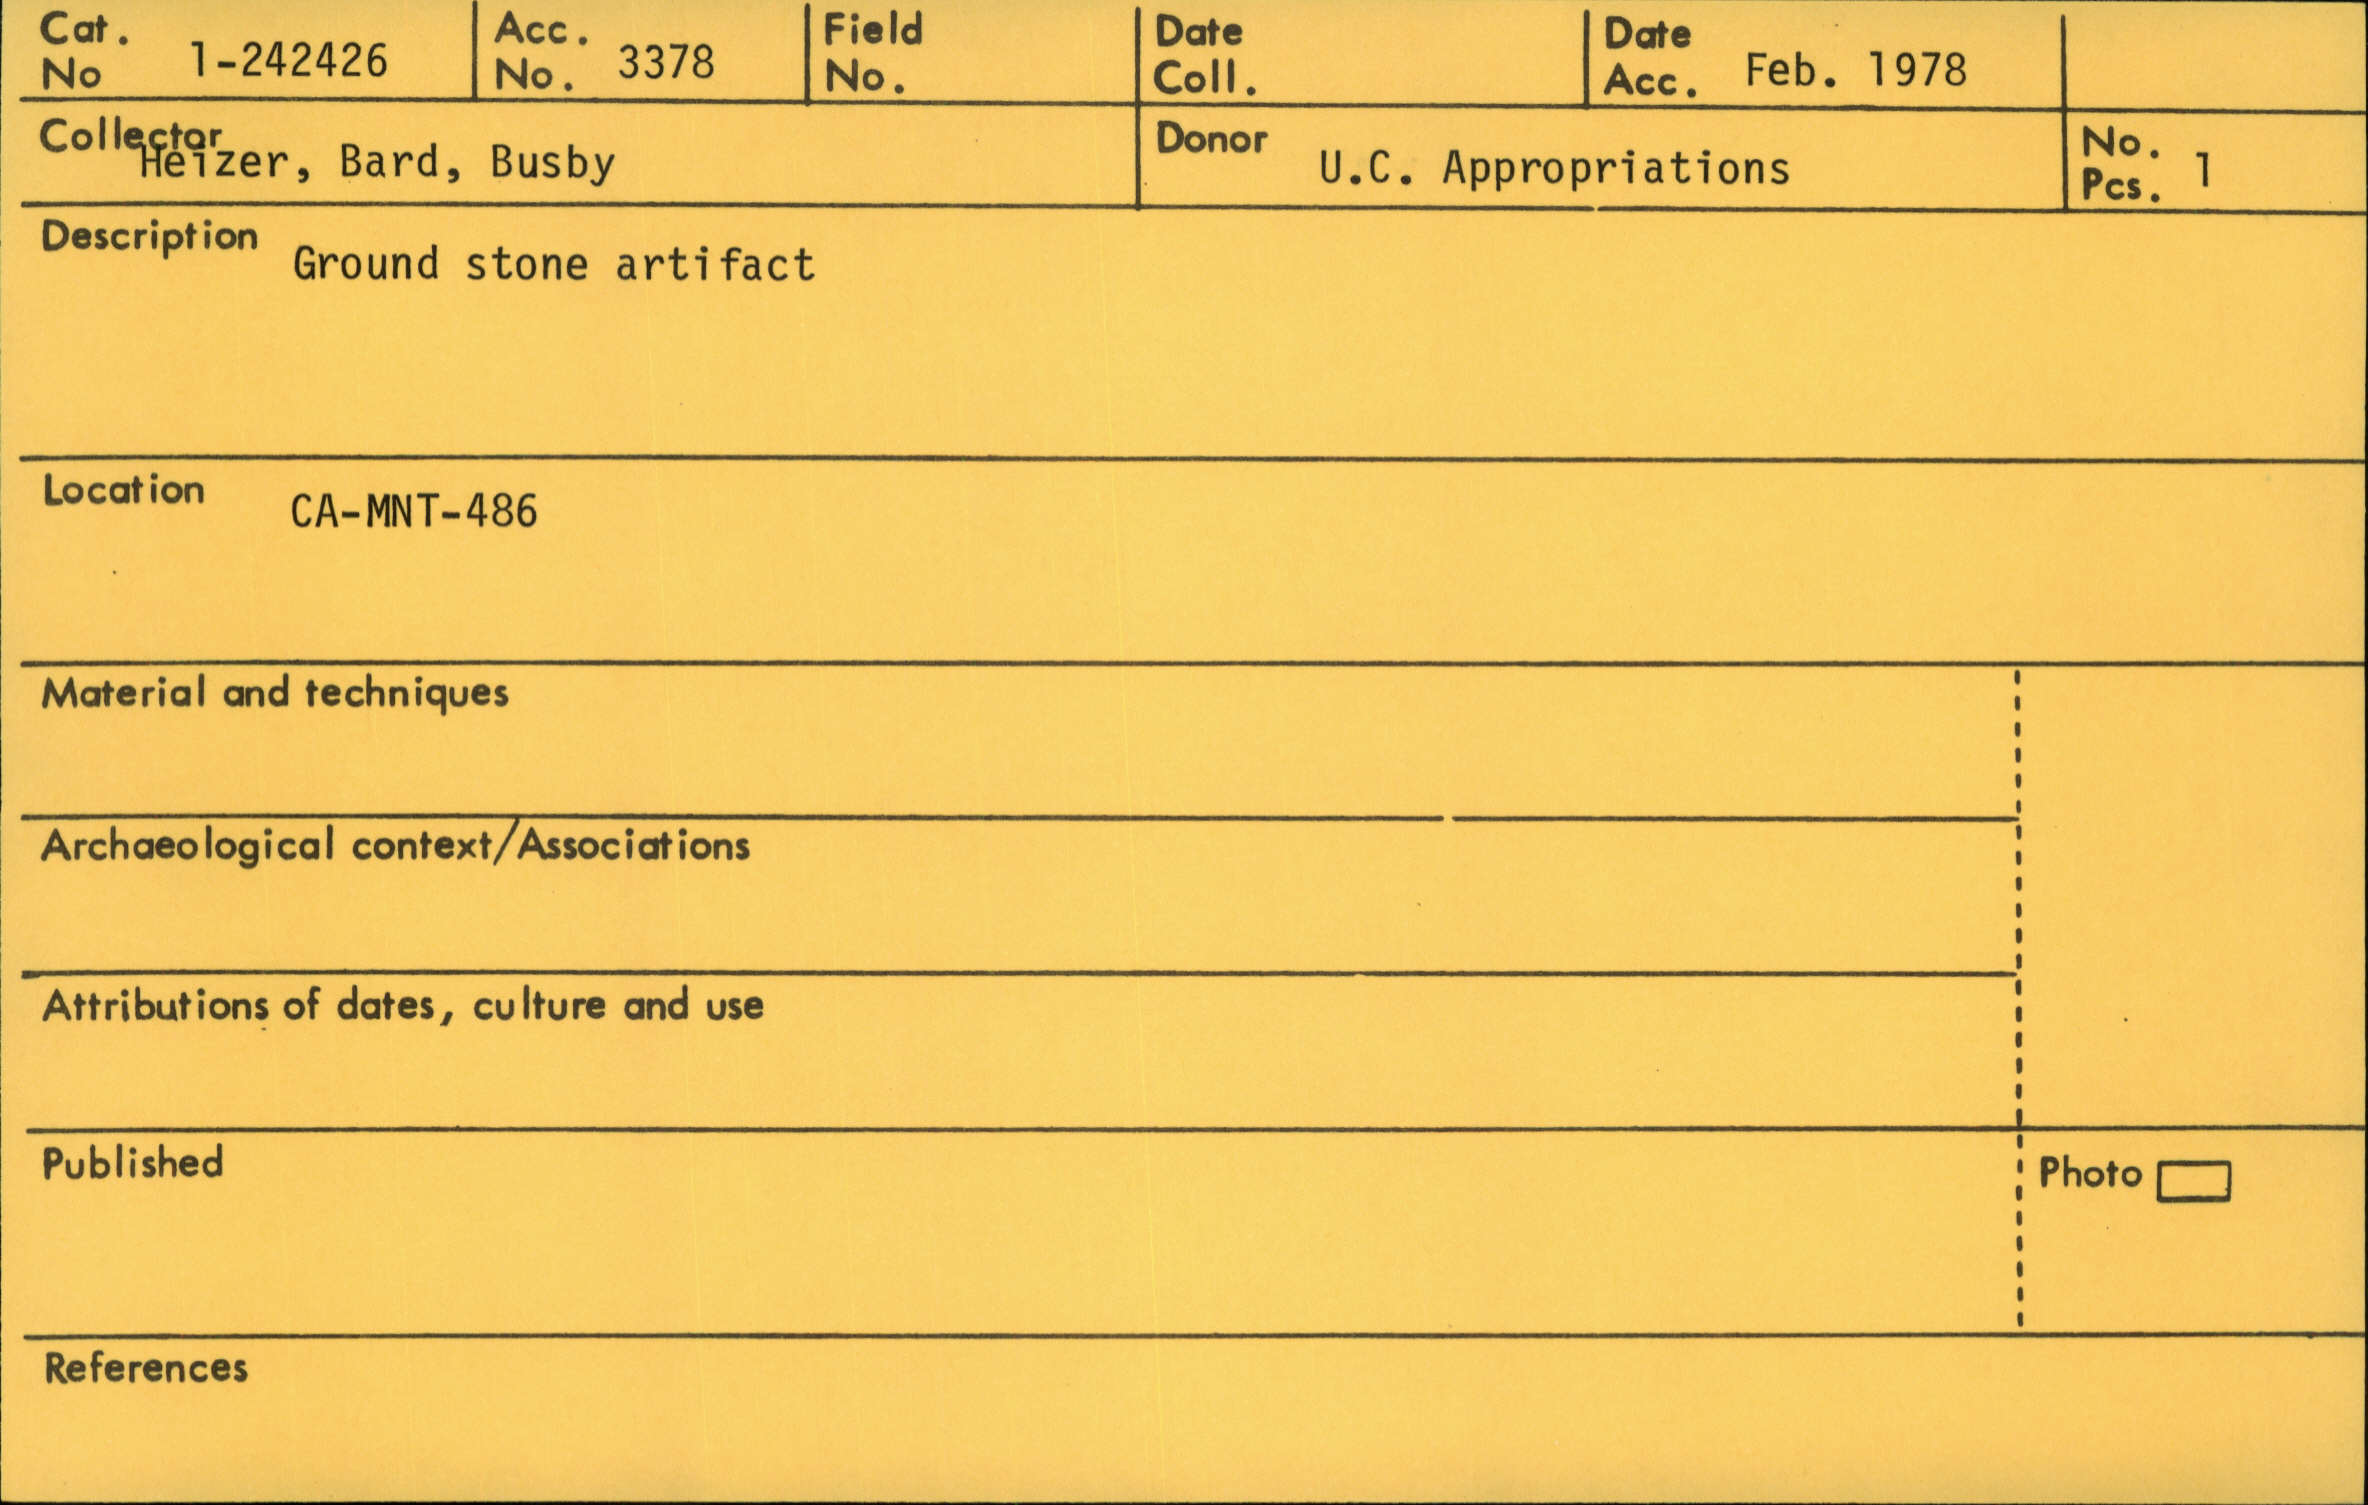 Cat. No 1-242426
Acc. No. 3378
Field No.
Date Coll.
Date Acc. Feb. 1978
Collector Heizer, Bard, Busby
Donor U.C. Appropriations
No. Pcs. 1
Description Ground stone artifact
Location CA-MNT-486
Material and techniques
Archaeological context/Associations
Attributions of dates, culture and use
Published
Photo
References